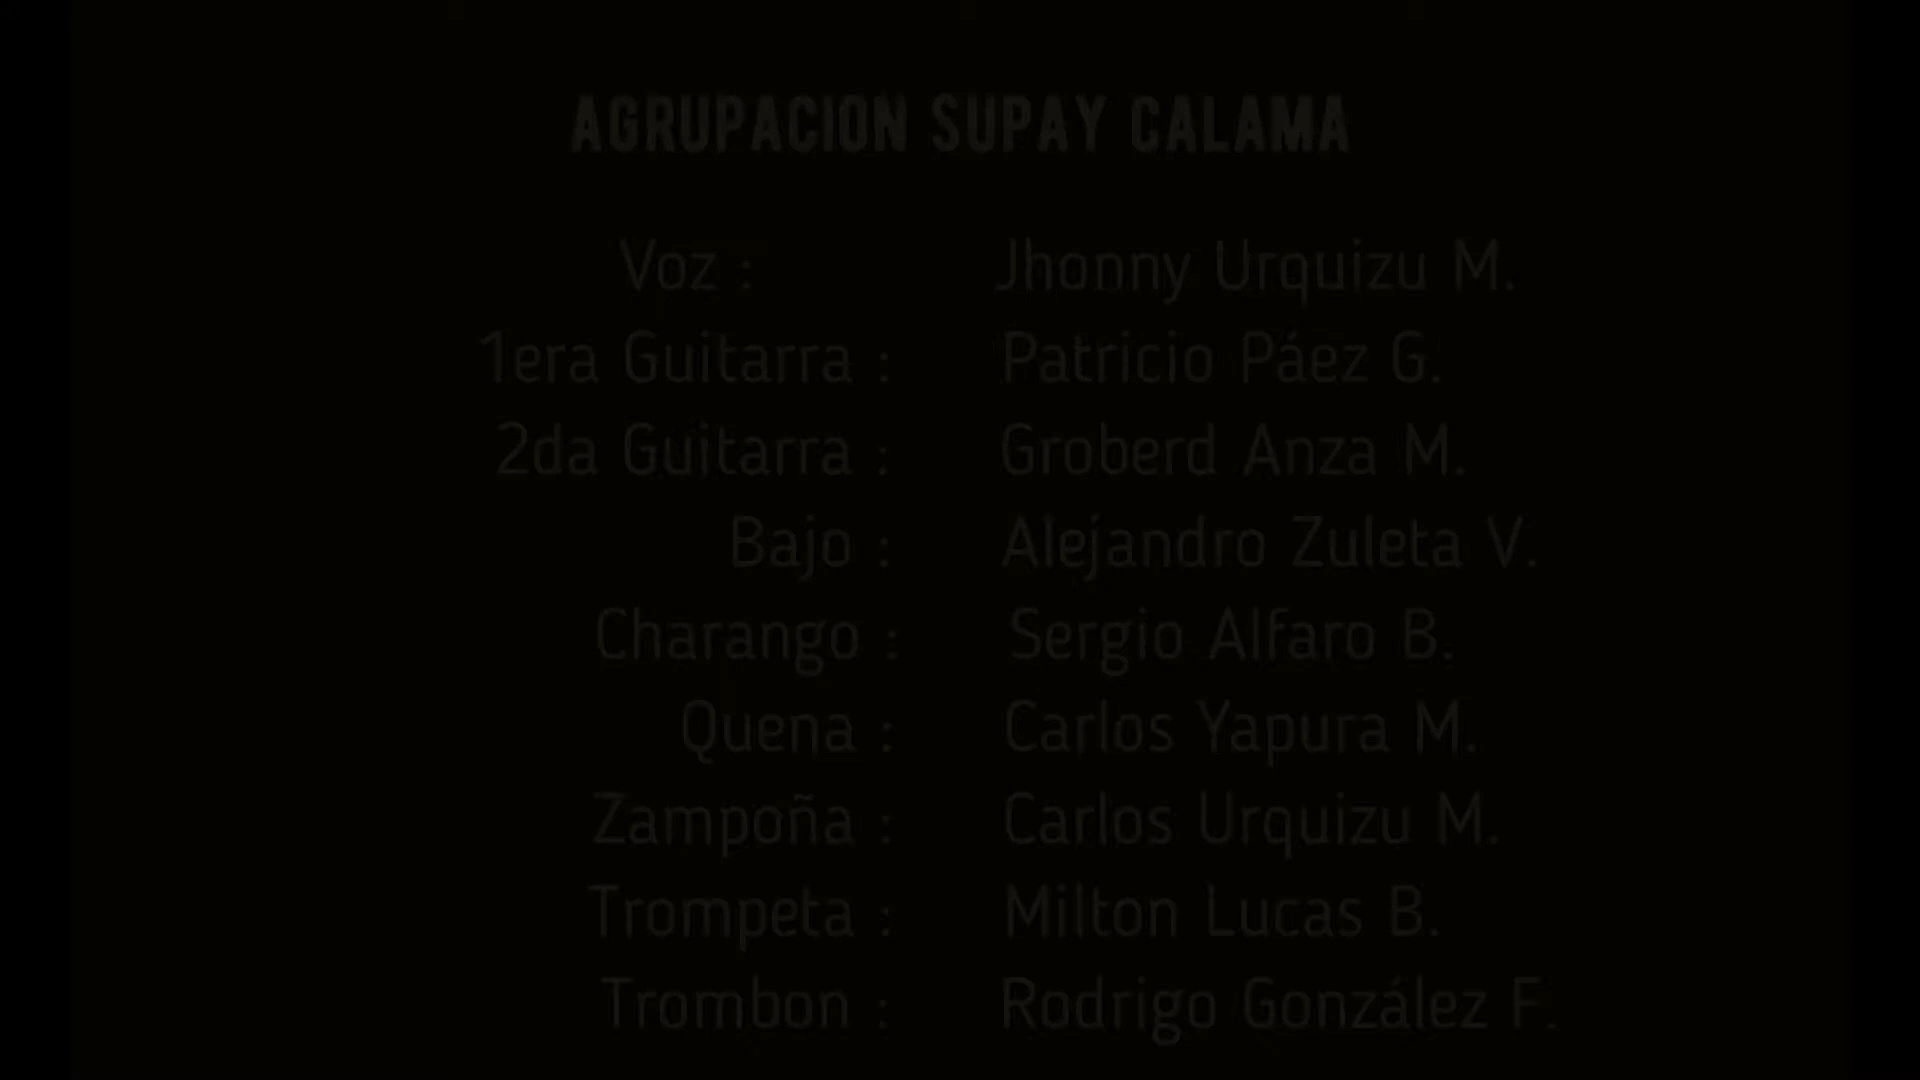 AGRUPACION SUPAY CALAMA
Voz : Jhonny Urquizu M.
1era Guitarra : Patricio Páez G.
2da Guitarra : Groberd Anza M.
Bajo : Alejandro Zuleta V.
Charango : Sergio Alfaro B.
Quena : Carlos Yapura M.
Zampoña : Carlos Urquizu M.
Trompeta : Milton Lucas B.
Trombon : Rodrigo González F.